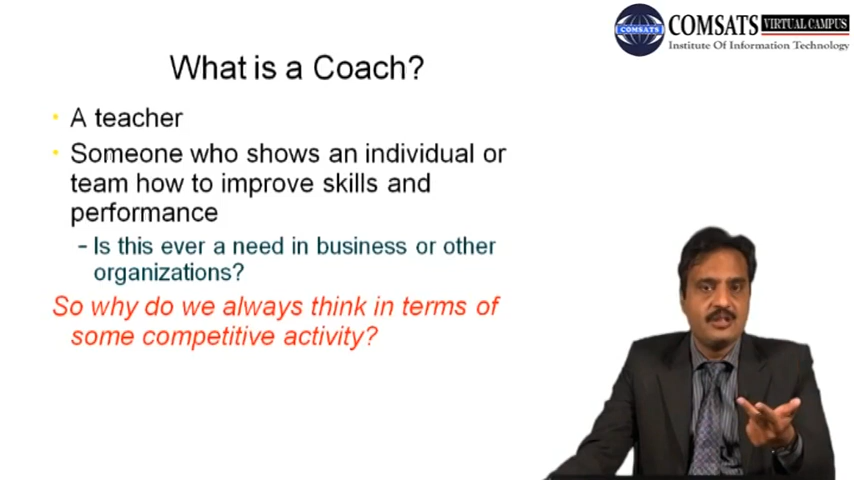 COMSATS VIRTUAL CAMPUS
Institute Of Information Technology
COMSATS
What is a Coach?
• A teacher
• Someone who shows an individual or
team how to improve skills and
performance
- Is this ever a need in business or other
organizations?
So why do we always think in terms of
some competitive activity?